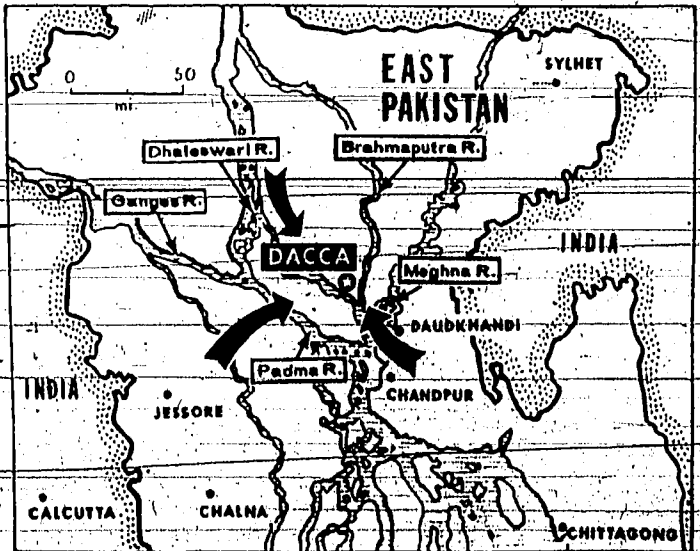 EAST
PAKISTAN
SYLHET
0 50
mi
Dhaleswari R.
Brahmaputra R.
Ganges R.
INDIA
DACCA
Meghna R.
DAUDKHANDI
Padma R.
INDIA
CHANDPUR
JESSORE
CALCUTTA
CHALNA
CHITTAGONG